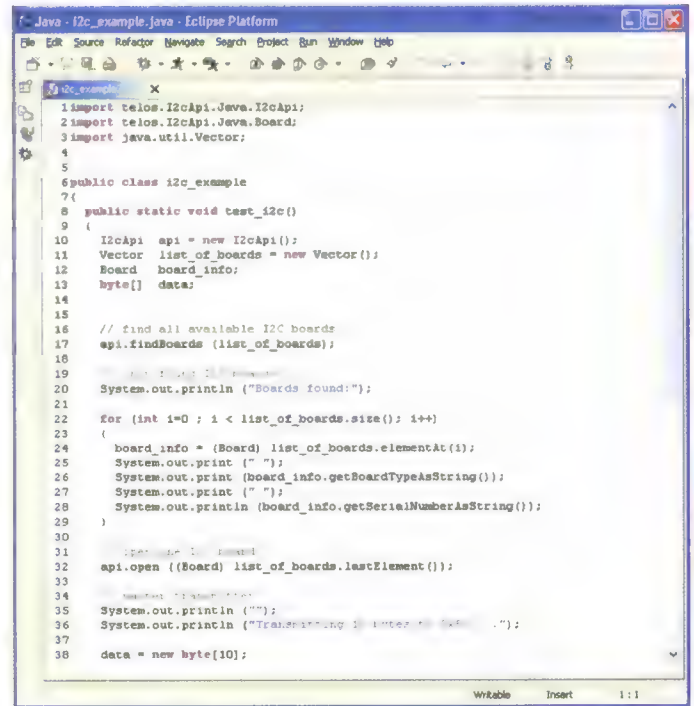 Java - i2c_example.java - Eclipse Platform
File Edit Source Refactor Navigate Search Project Run Window Help
i2c_example
1 import telos.I2cApi.Java.I2cApi;
2 import telos.I2cApi.Java.Board;
3 import java.util.Vector;
4
5
6 public class i2c_example
7 {
8 public static void test_i2c()
9 {
10 I2cApi api = new I2cApi();
11 Vector list_of_boards = new Vector();
12 Board board_info;
13 byte[] data;
14
15
16 // find all available I2C boards
17 api.findBoards (list_of_boards);
18
19
20 System.out.println ("Boards found:");
21
22 for (int i=0 ; i < list_of_boards.size(); i++)
23 {
24 board_info = (Board) list_of_boards.elementAt(i);
25 System.out.print (" ");
26 System.out.print (board_info.getBoardTypeAsString());
27 System.out.print (" ");
28 System.out.println (board_info.getSerialNumberAsString());
29 }
30
31
32 api.open ((Board) list_of_boards.lastElement());
33
34
35 System.out.println ("");
36 System.out.println ("Transmitting to ");
37
38 data = new byte[10];
Writable Insert 1 : 1